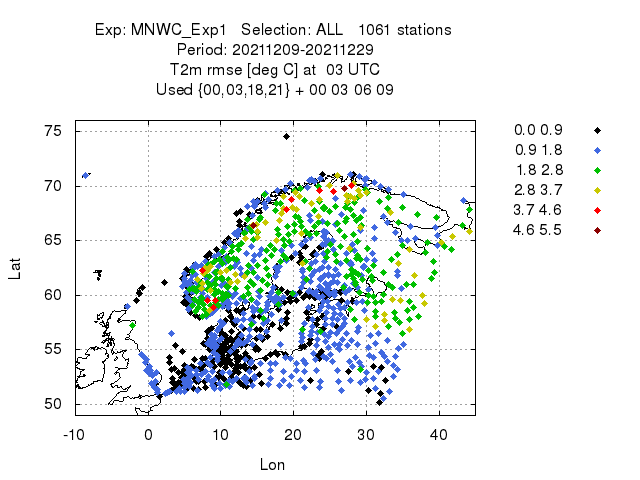 Exp: MNWC_Exp1 Selection: ALL 1061 stations
Period: 20211209-20211229
T2m rmse [deg C] at 03 UTC
Used {00,03,18,21} + 00 03 06 09
75
70
65
60
55
50
Lat
-10 0 10 20 30 40
Lon
0.0 0.9
0.9 1.8
1.8 2.8
2.8 3.7
3.7 4.6
4.6 5.5